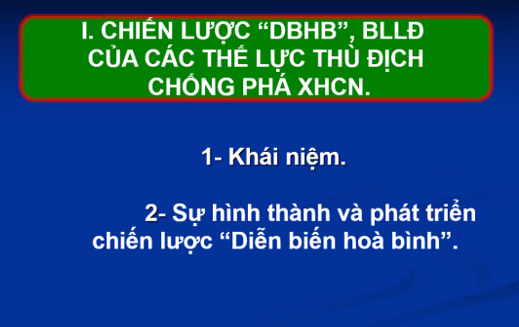 I. CHIẾN LƯỢC “DBHB”, BLLĐ
CỦA CÁC THẾ LỰC THÙ ĐỊCH
CHỐNG PHÁ XHCN.
1- Khái niệm.
2- Sự hình thành và phát triển
chiến lược “Diễn biến hoà bình”.